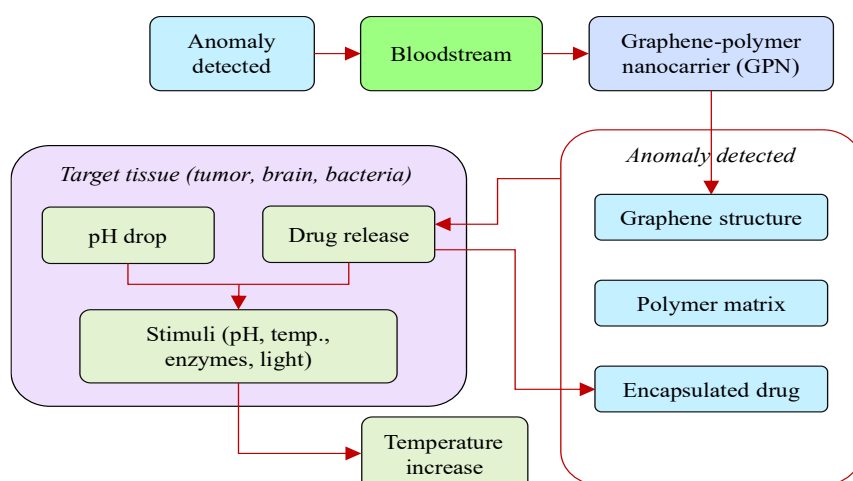 Anomaly
detected
Bloodstream
Graphene-polymer
nanocarrier (GPN)
Target tissue (tumor, brain, bacteria)
pH drop
Drug release
Stimuli (pH, temp.,
enzymes, light)
Temperature
increase
Anomaly detected
Graphene structure
Polymer matrix
Encapsulated drug